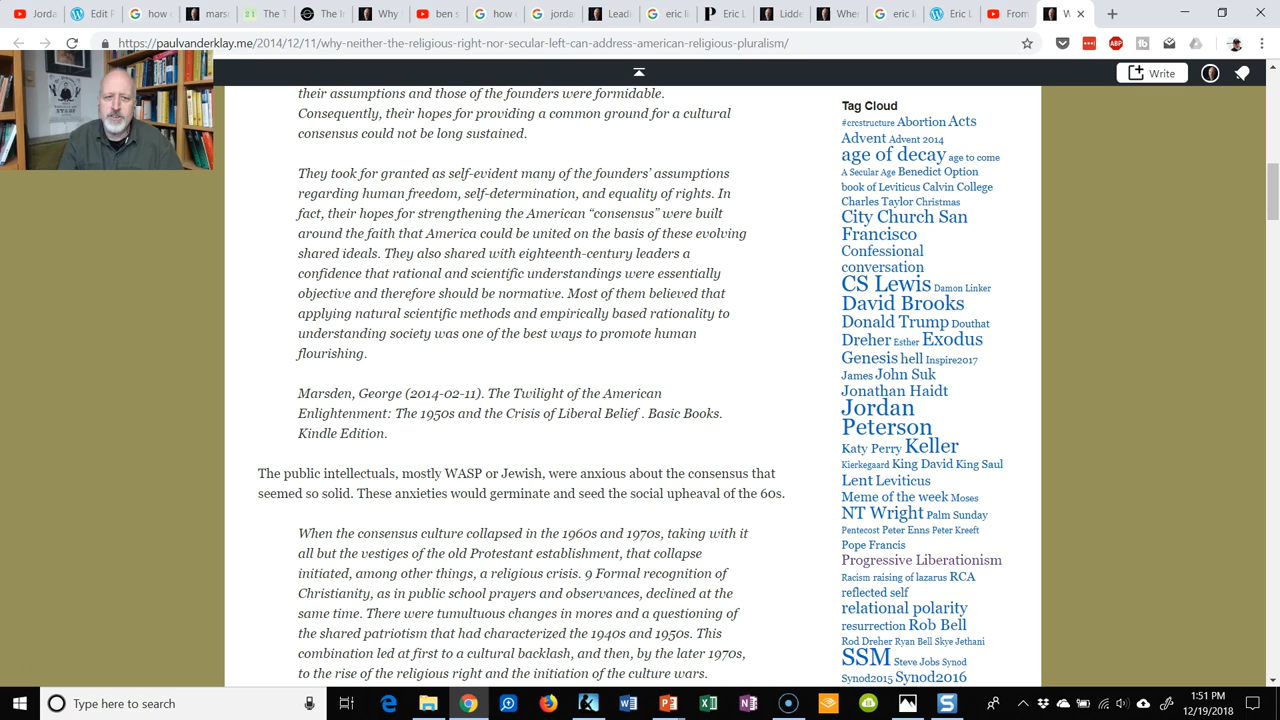 Jorda
Edit
mars
The T
The
Why
ben s
how
jorda
Leade
eric l
Eric L
Lidde
Whe
how t
Eric L
From
W
https://paulvanderklay.me/2014/12/11/why-neither-the-religious-right-nor-secular-left-can-address-american-religious-pluralism/
Write
their assumptions and those of the founders were formidable.
Consequently, their hopes for providing a common ground for a cultural
consensus could not be long sustained.
They took for granted as self-evident many of the founders’ assumptions
regarding human freedom, self-determination, and equality of rights. In
fact, their hopes for strengthening the American “consensus” were built
around the faith that America could be united on the basis of these evolving
shared ideals. They also shared with eighteenth-century leaders a
confidence that rational and scientific understandings were essentially
objective and therefore should be normative. Most of them believed that
applying natural scientific methods and empirically based rationality to
understanding society was one of the best ways to promote human
flourishing.
Marsden, George (2014-02-11). The Twilight of the American
Enlightenment: The 1950s and the Crisis of Liberal Belief . Basic Books.
Kindle Edition.
The public intellectuals, mostly WASP or Jewish, were anxious about the consensus that
seemed so solid. These anxieties would germinate and seed the social upheaval of the 60s.
When the consensus culture collapsed in the 1960s and 1970s, taking with it
all but the vestiges of the old Protestant establishment, that collapse
initiated, among other things, a religious crisis. 9 Formal recognition of
Christianity, as in public school prayers and observances, declined at the
same time. There were tumultuous changes in mores and a questioning of
the shared patriotism that had characterized the 1940s and 1950s. This
combination led at first to a cultural backlash, and then, by the later 1970s,
to the rise of the religious right and the initiation of the culture wars.
Tag Cloud
#crcstructure Abortion Acts
Advent Advent 2014
age of decay age to come
A Secular Age Benedict Option
book of Leviticus Calvin College
Charles Taylor Christmas
City Church San
Francisco
Confessional
conversation
CS Lewis Damon Linker
David Brooks
Donald Trump Douthat
Dreher Esther Exodus
Genesis hell Inspire2017
James John Suk
Jonathan Haidt
Jordan
Peterson
Katy Perry Keller
Kierkegaard King David King Saul
Lent Leviticus
Meme of the week Moses
NT Wright Palm Sunday
Pentecost Peter Enns Peter Kreeft
Pope Francis
Progressive Liberationism
Racism raising of lazarus RCA
reflected self
relational polarity
resurrection Rob Bell
Rod Dreher Ryan Bell Skye Jethani
SSM Steve Jobs Synod
Synod2015 Synod2016
Type here to search
1:51 PM
12/19/2018